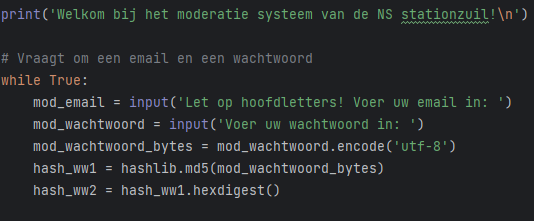 print('Welkom bij het moderatie systeem van de NS stationzuil!\n')
# Vraagt om een email en een wachtwoord
while True:
    mod_email = input('Let op hoofdletters! Voer uw email in: ')
    mod_wachtwoord = input('Voer uw wachtwoord in: ')
    mod_wachtwoord_bytes = mod_wachtwoord.encode('utf-8')
    hash_ww1 = hashlib.md5(mod_wachtwoord_bytes)
    hash_ww2 = hash_ww1.hexdigest()